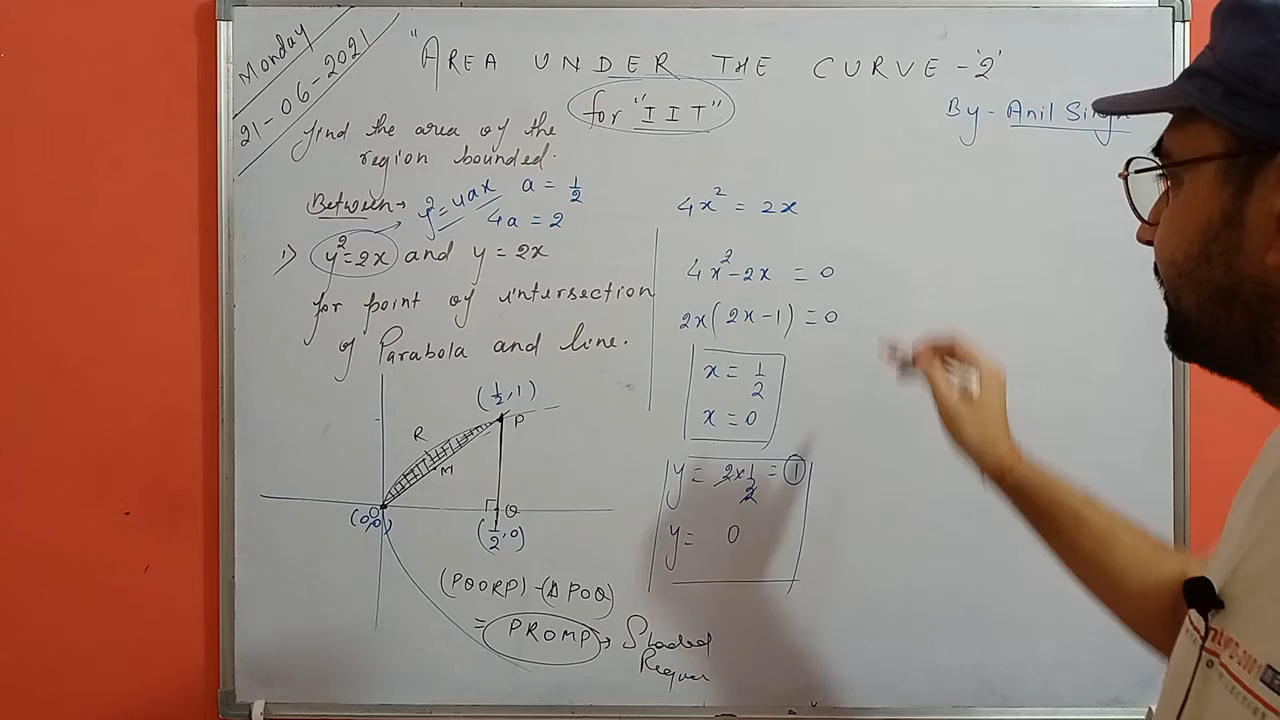 Monday
21-06-2021
"AREA UNDER THE CURVE-'2'
for "IIT"
By - Anil Singh
find the area of the
region bounded.
Between→ y²=4ax a = 1/2
4a = 2
1) y²=2x and y = 2x
for point of intersection
of Parabola and line.
(1/2, 1)
R
P
M
O
Q
(0,0)
(1/2, 0)
(PQORP) - (Δ POQ)
= PROMP → Shaded
4x² = 2x
4x² - 2x = 0
2x(2x-1) = 0
x = 1/2
x = 0
y = 2×1/2 = 1
y = 0